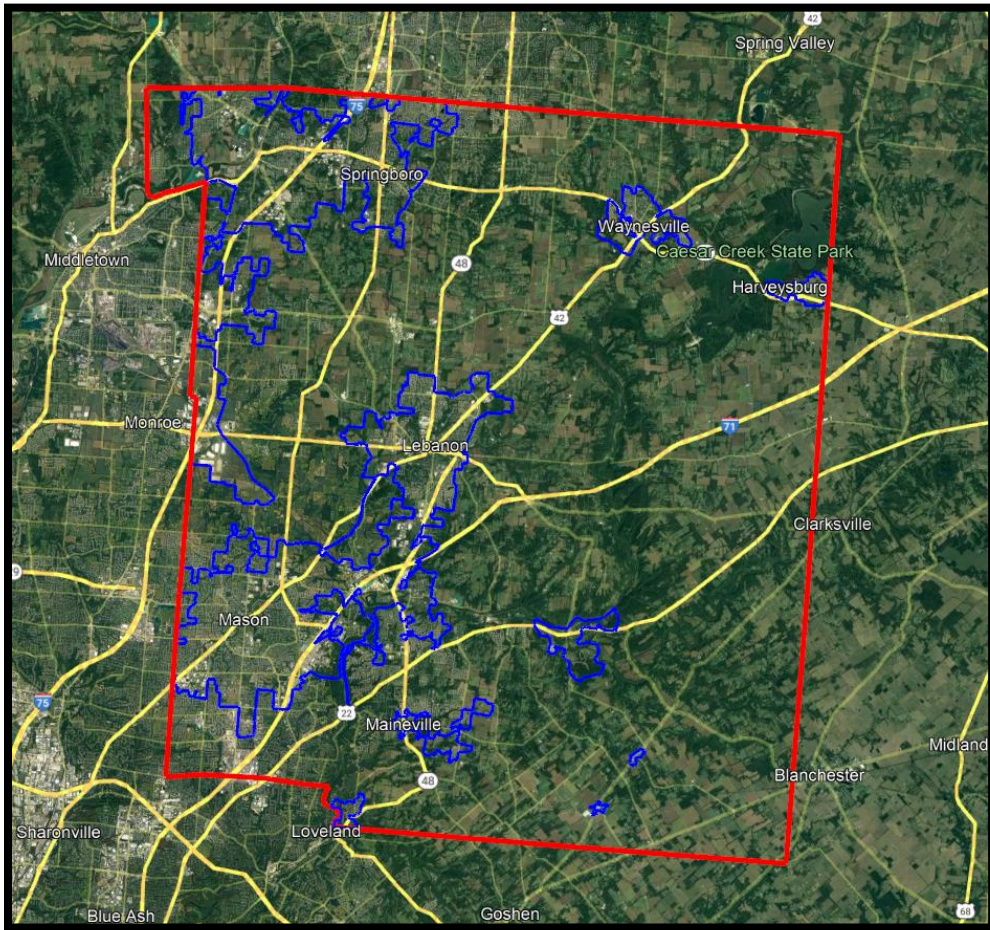 42
Spring Valley
75
Springboro
Waynesville
Caesar Creek State Park
Middletown
48
Harveysburg
42
Monroe
71
Lebanon
Clarksville
9
Mason
75
22
Maineville
Midland
48
Blanchester
Sharonville
Loveland
Blue Ash
Goshen
68